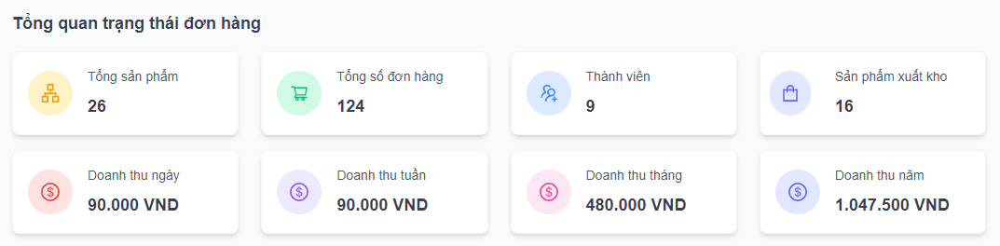 Tổng quan trạng thái đơn hàng
Tổng sản phẩm
26
Tổng số đơn hàng
124
Thành viên
9
Sản phẩm xuất kho
16
Doanh thu ngày
90.000 VND
Doanh thu tuần
90.000 VND
Doanh thu tháng
480.000 VND
Doanh thu năm
1.047.500 VND